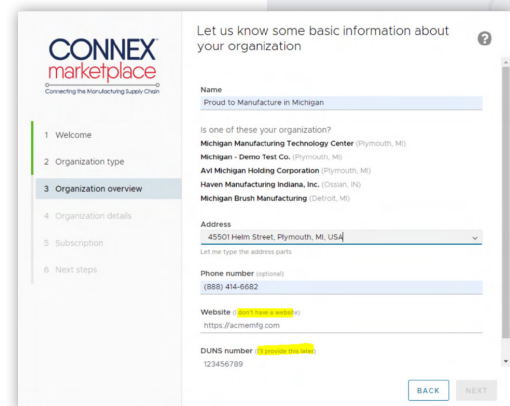 CONNEX
marketplace
Connecting the Manufacturing Supply Chain
1 Welcome
2 Organization type
3 Organization overview
4 Organization details
5 Subscription
6 Next steps
Let us know some basic information about
your organization
?
Name
Proud to Manufacture in Michigan
Is one of these your organization?
Michigan Manufacturing Technology Center (Plymouth, MI)
Michigan - Demo Test Co. (Plymouth, MI)
Avl Michigan Holding Corporation (Plymouth, MI)
Haven Manufacturing Indiana, Inc. (Ossian, IN)
Michigan Brush Manufacturing (Detroit, MI)
Address
45501 Helm Street, Plymouth, MI, USA
Let me type the address parts
Phone number (optional)
(888) 414-6682
Website (I don't have a website)
https://acmemfg.com
DUNS number (I'll provide this later)
123456789
BACK NEXT